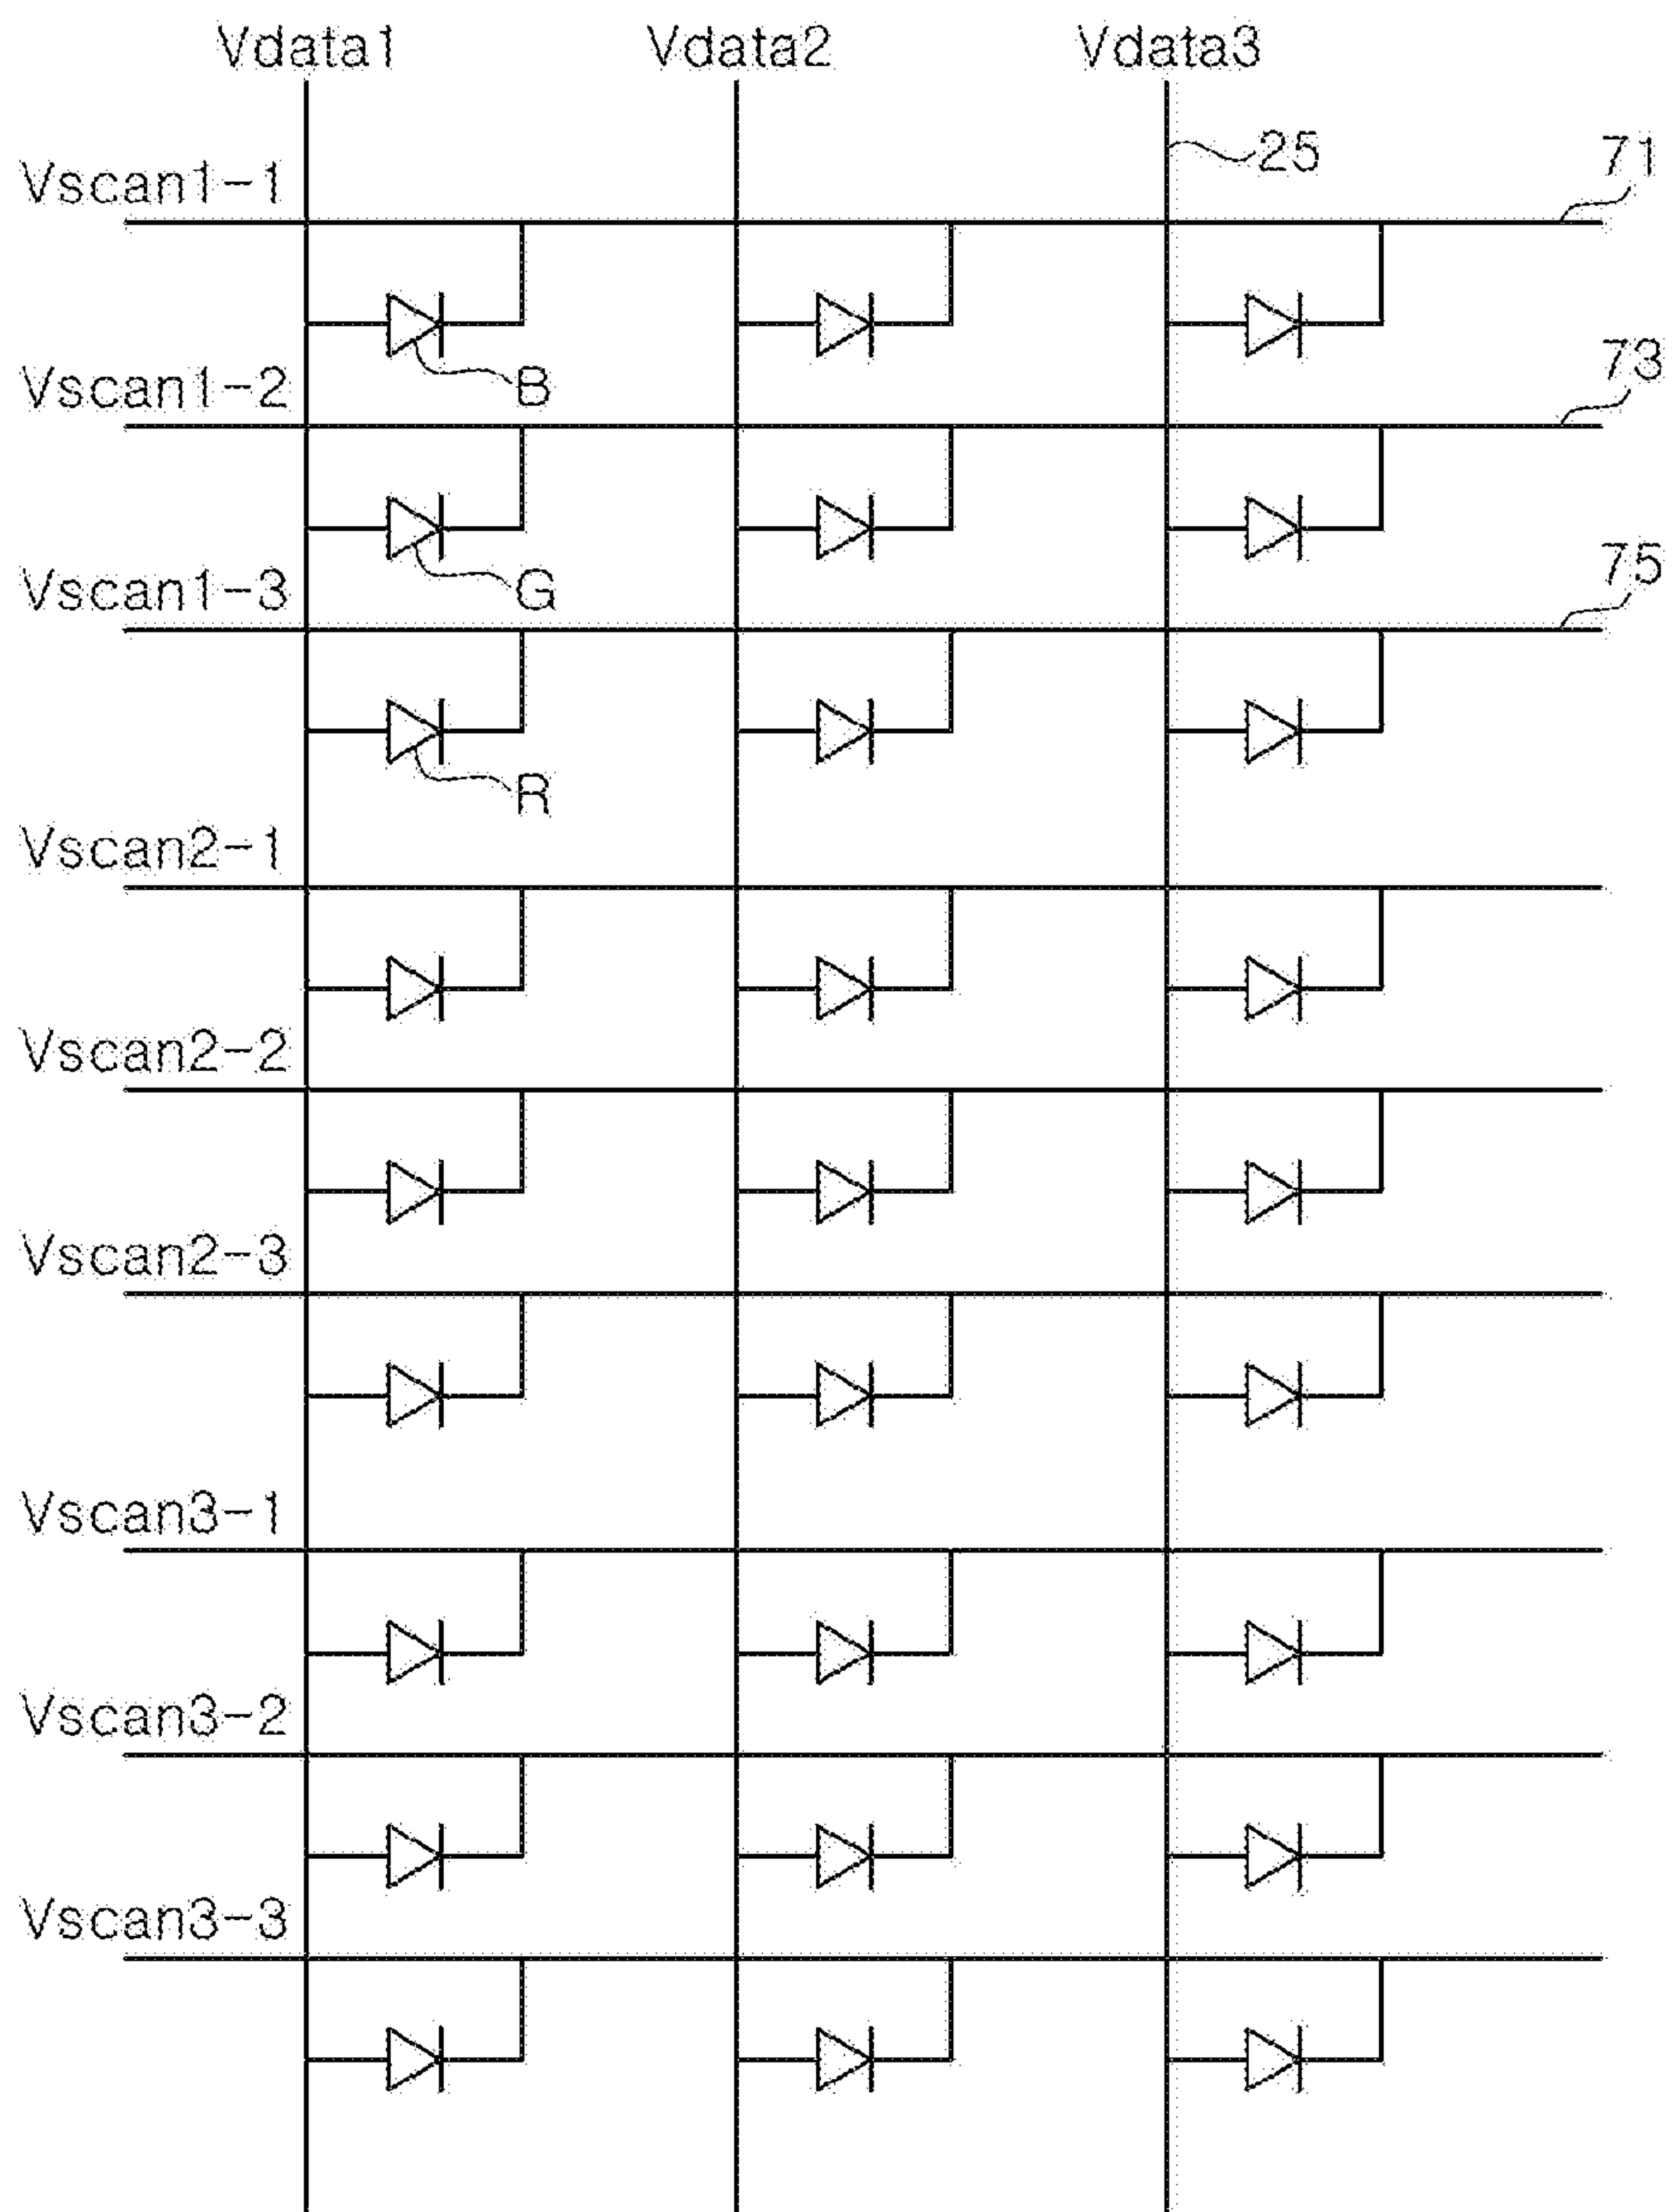 Vdata1 Vdata2 Vdata3
25
71
Vscan1-1
B
73
Vscan1-2
G
75
Vscan1-3
R
Vscan2-1
Vscan2-2
Vscan2-3
Vscan3-1
Vscan3-2
Vscan3-3